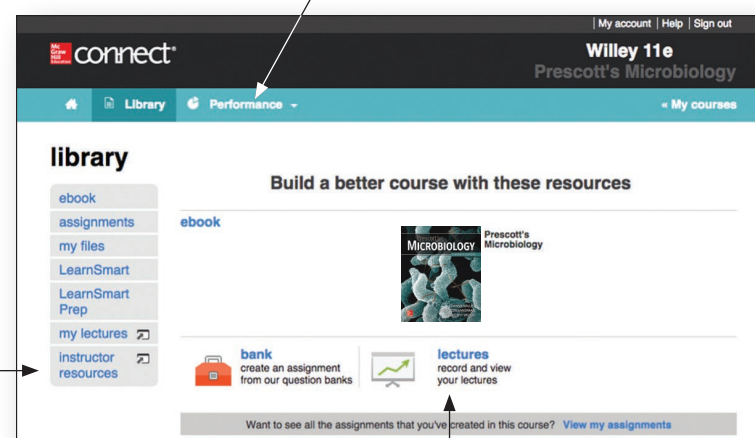 | My account | Help | Sign out
Mc
Graw
Hill
Education
connect®
Willey 11e
Prescott's Microbiology
Library
Performance
« My courses
library
ebook
assignments
my files
LearnSmart
LearnSmart
Prep
my lectures
instructor
resources
Build a better course with these resources
ebook
MICROBIOLOGY
Prescott's
Microbiology
bank
create an assignment
from our question banks
lectures
record and view
your lectures
Want to see all the assignments that you've created in this course? View my assignments